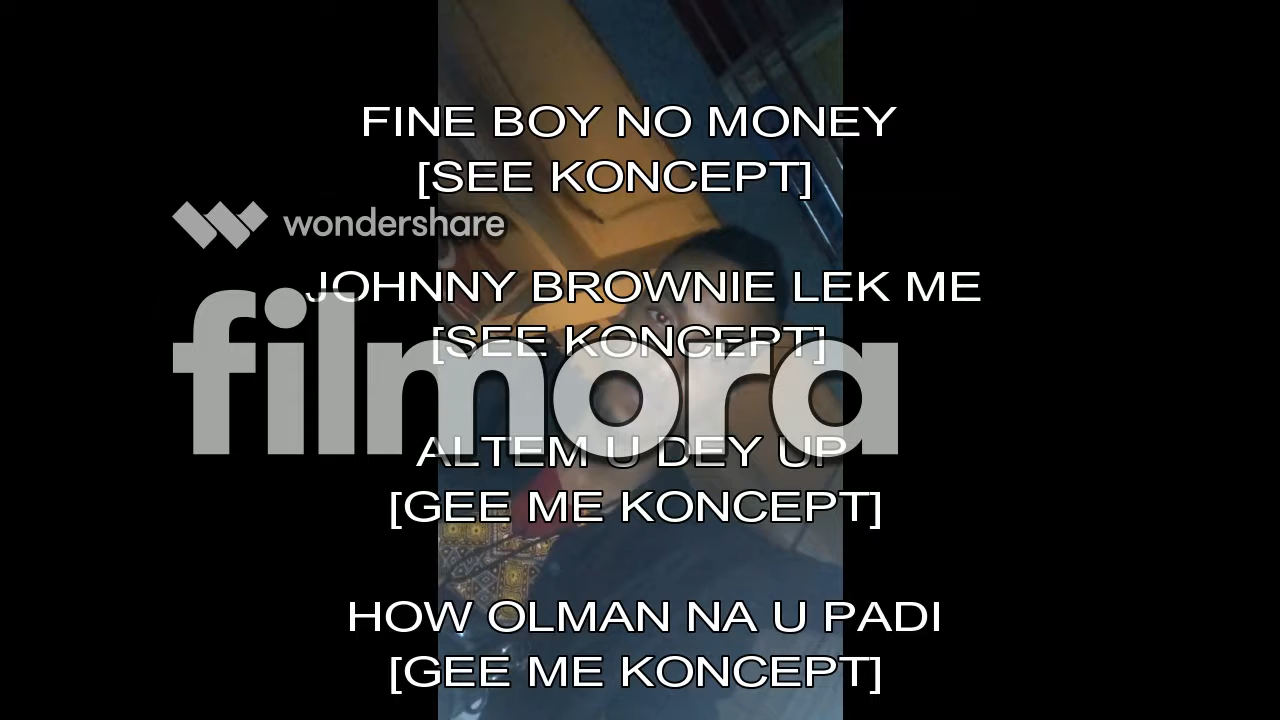 FINE BOY NO MONEY
[SEE KONCEPT]
wondershare
JOHNNY BROWNIE LEK ME
[SEE KONCEPT]
filmora
ALTEM U DEY UP
[GEE ME KONCEPT]
HOW OLMAN NA U PADI
[GEE ME KONCEPT]